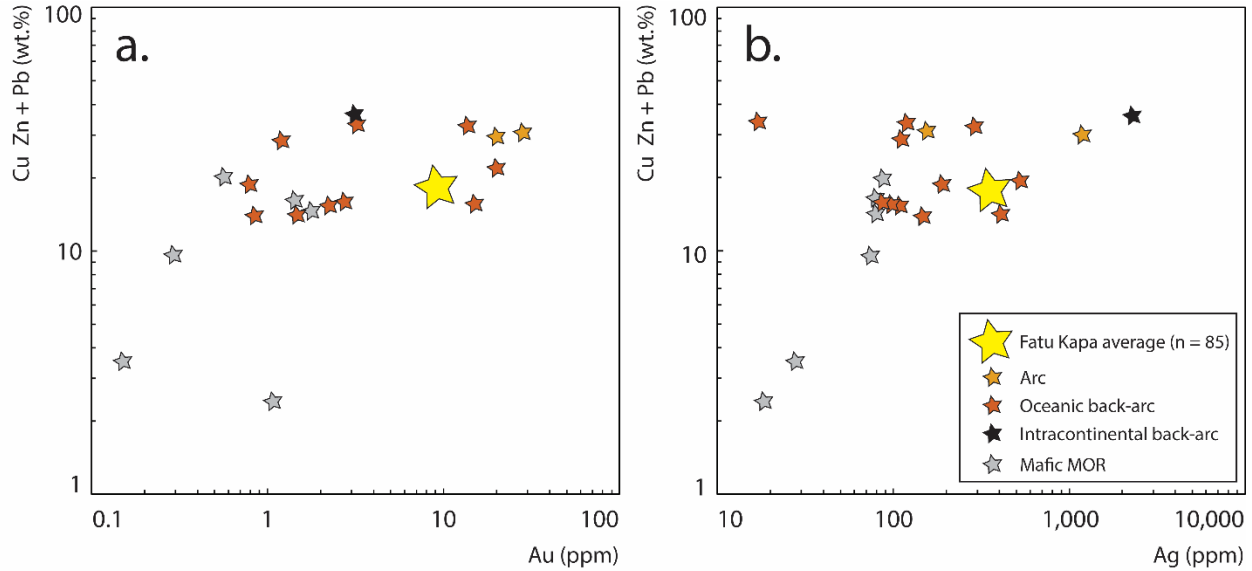 100
Cu Zn + Pb (wt.%)
a.
10
1
0.1
1
10
100
Au (ppm)
100
Cu Zn + Pb (wt.%)
b.
10
1
10
100
1,000
10,000
Ag (ppm)
Fatu Kapa average (n = 85)
Arc
Oceanic back-arc
Intracontinental back-arc
Mafic MOR